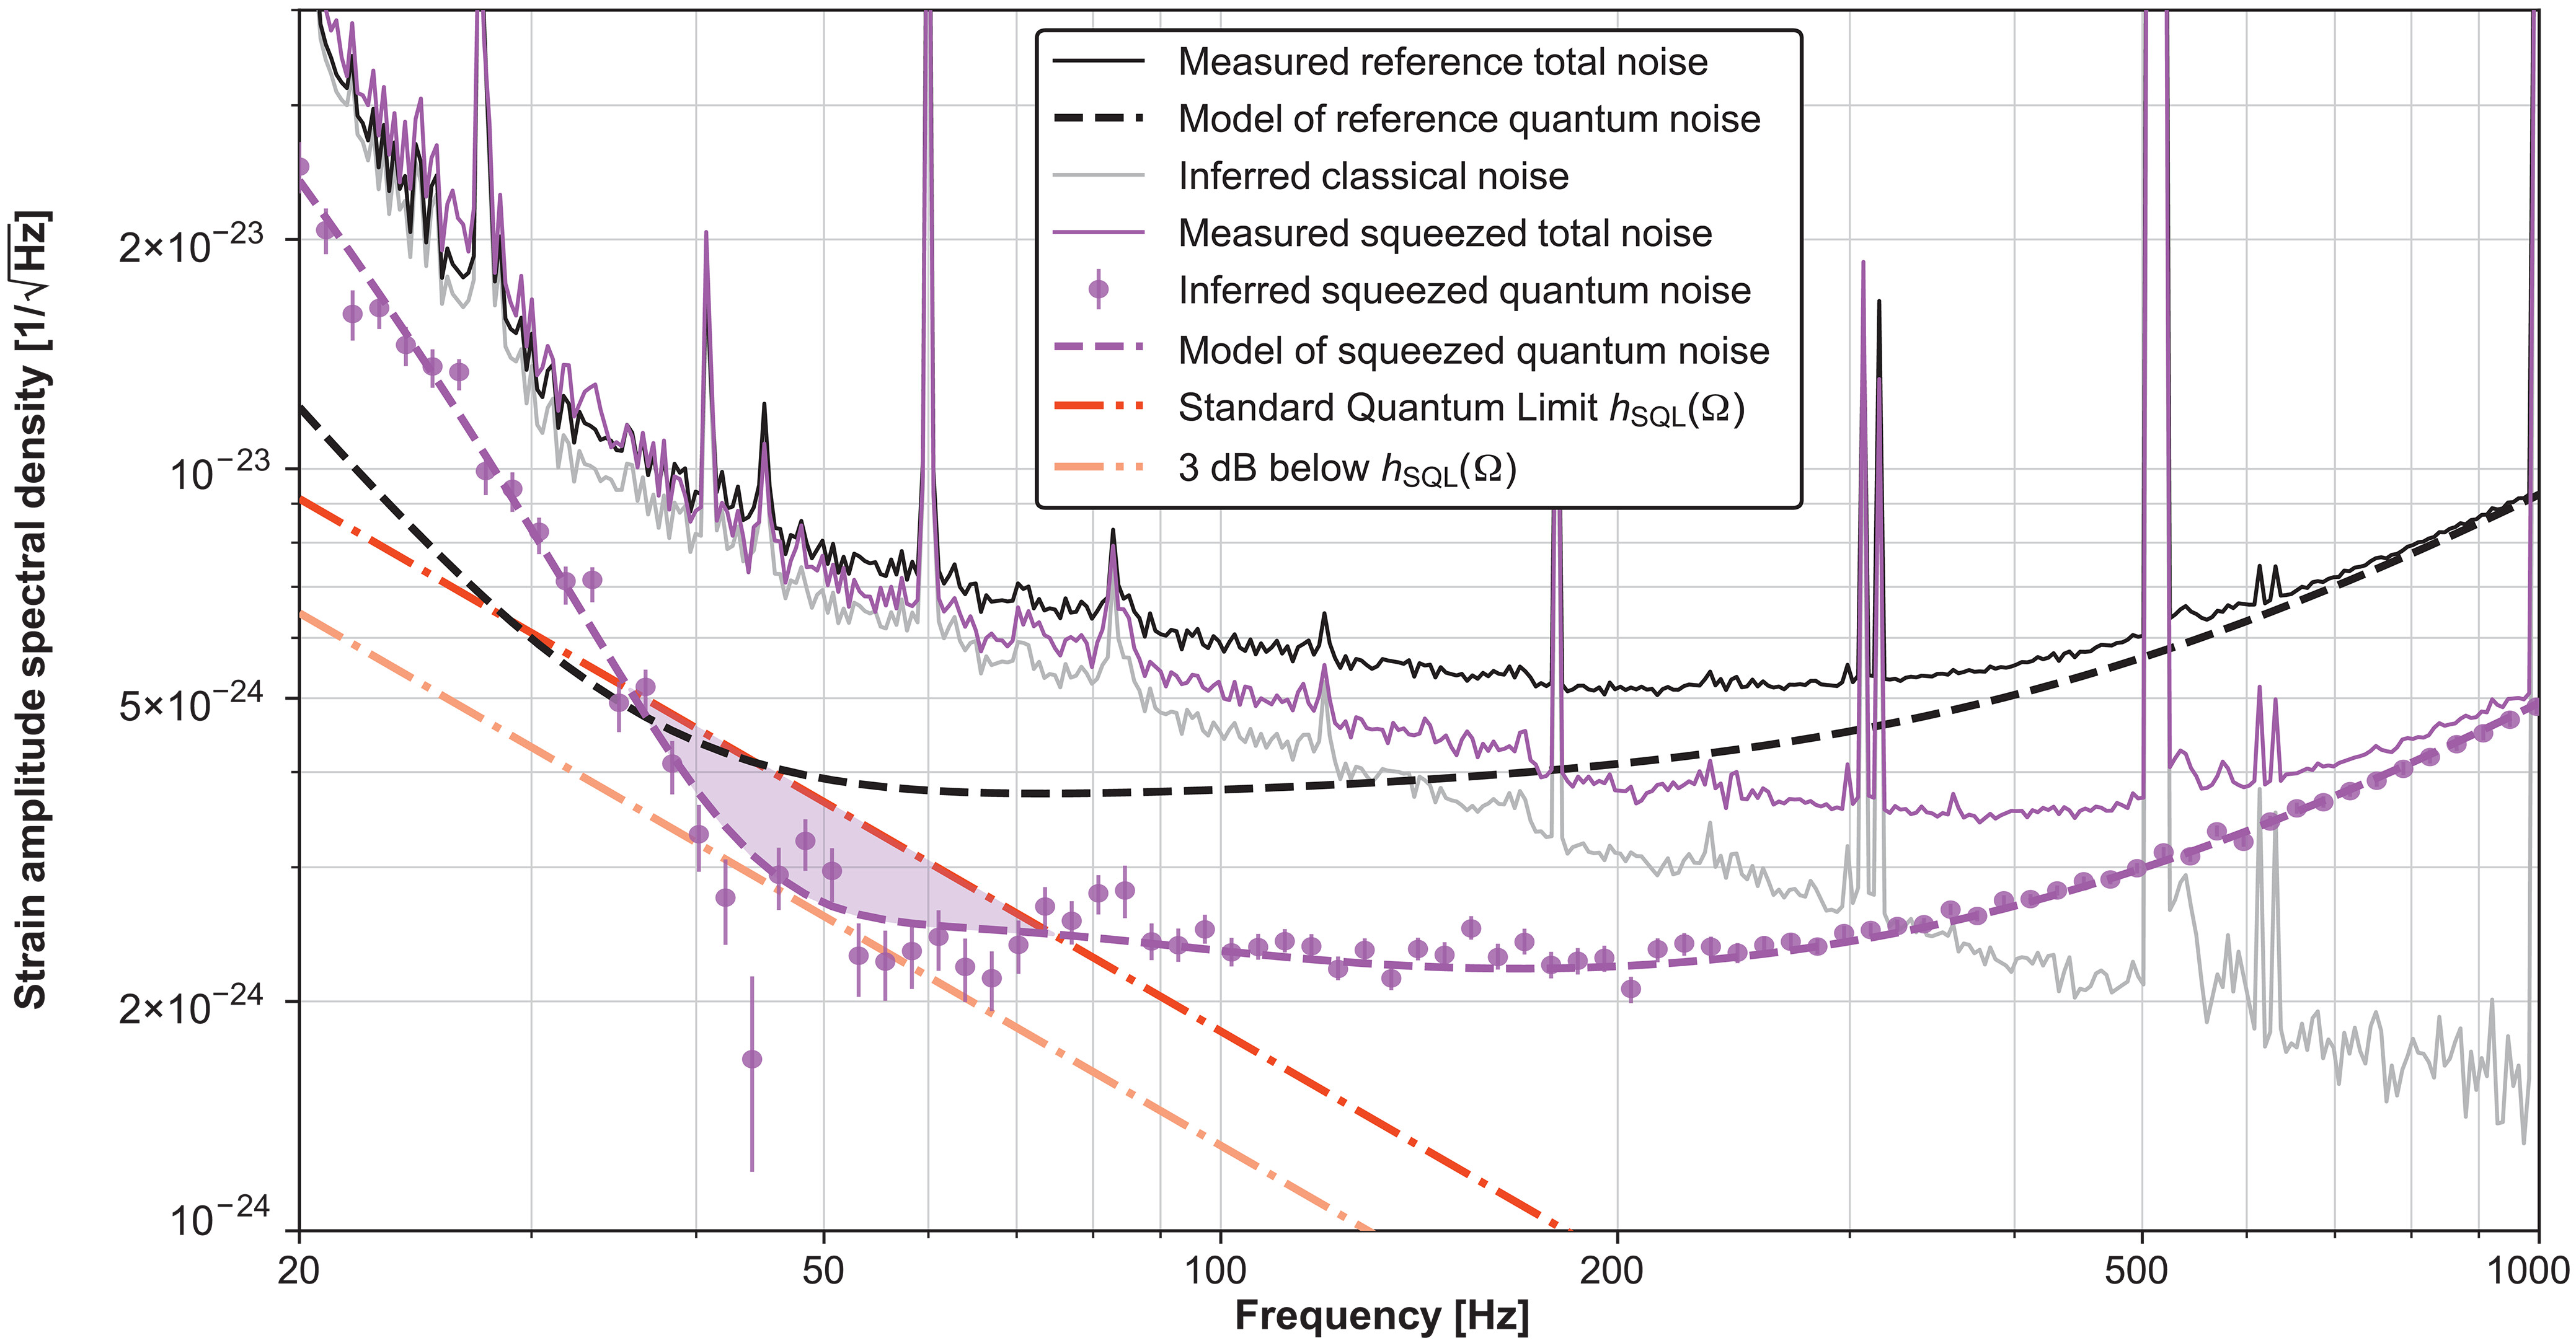 Measured reference total noise
Model of reference quantum noise
Inferred classical noise
Measured squeezed total noise
Inferred squeezed quantum noise
Model of squeezed quantum noise
Standard Quantum Limit h_SQL(Ω)
3 dB below h_SQL(Ω)
Strain amplitude spectral density [1/√Hz]
2×10⁻²³
10⁻²³
5×10⁻²⁴
2×10⁻²⁴
10⁻²⁴
20 50 100 200 500 1000
Frequency [Hz]